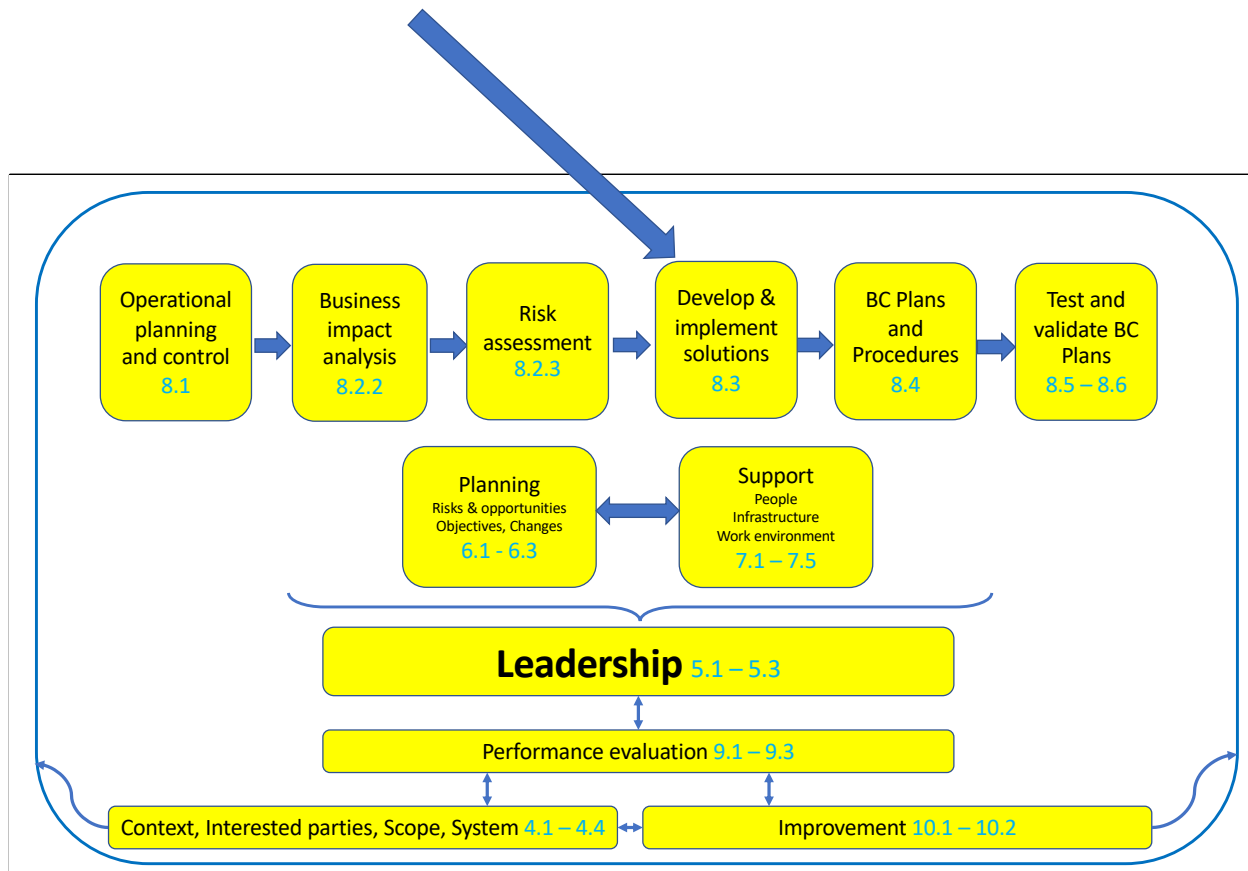 Operational
planning
and control
8.1
Business
impact
analysis
8.2.2
Risk
assessment
8.2.3
Develop &
implement
solutions
8.3
BC Plans
and
Procedures
8.4
Test and
validate BC
Plans
8.5 – 8.6
Planning
Risks & opportunities
Objectives, Changes
6.1 - 6.3
Support
People
Infrastructure
Work environment
7.1 – 7.5
Leadership 5.1 – 5.3
Performance evaluation 9.1 – 9.3
Context, Interested parties, Scope, System 4.1 – 4.4
Improvement 10.1 – 10.2